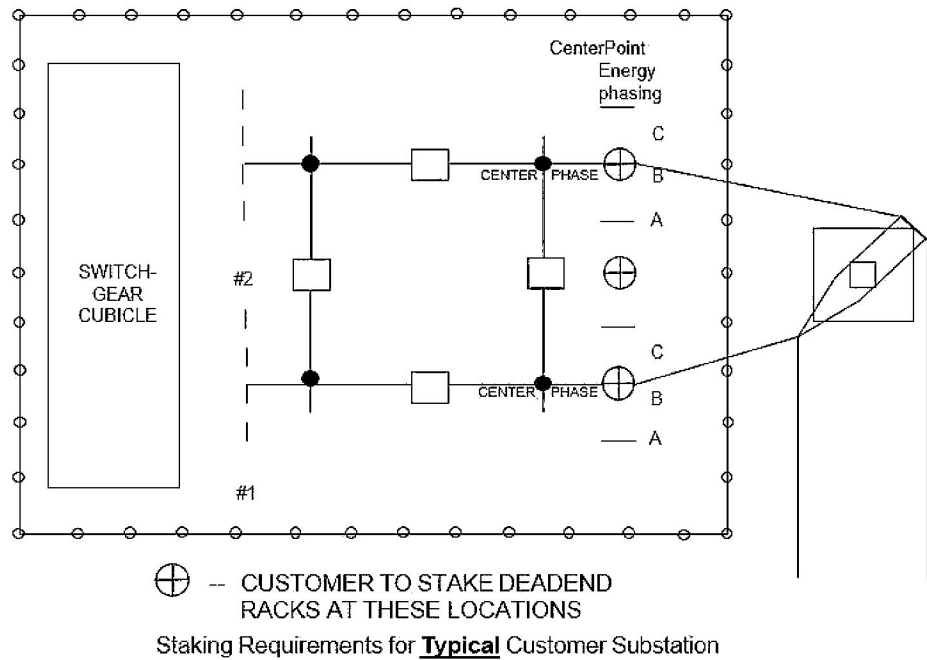 CenterPoint
Energy
phasing
C
CENTER PHASE
B
A
SWITCH-
GEAR
CUBICLE
#2
C
CENTER PHASE
B
A
#1
-- CUSTOMER TO STAKE DEADEND
RACKS AT THESE LOCATIONS
Staking Requirements for Typical Customer Substation